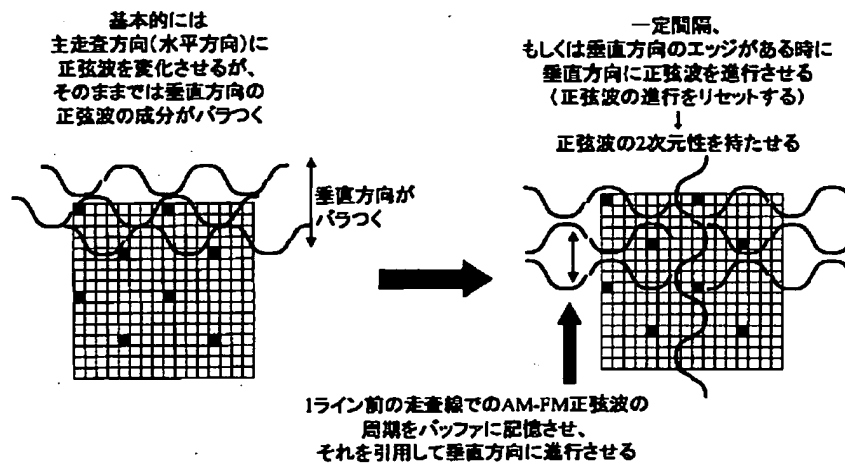 基本的には
主走査方向(水平方向)に
正弦波を変化させるが、
そのままでは垂直方向の
正弦波の成分がバラつく
垂直方向が
バラつく
一定間隔、
もしくは垂直方向のエッジがある時に
垂直方向に正弦波を進行させる
(正弦波の進行をリセットする)
↓
正弦波の2次元性を持たせる
1ライン前の走査線でのAM-FM正弦波の
周期をバッファに記憶させ、
それを引用して垂直方向に進行させる